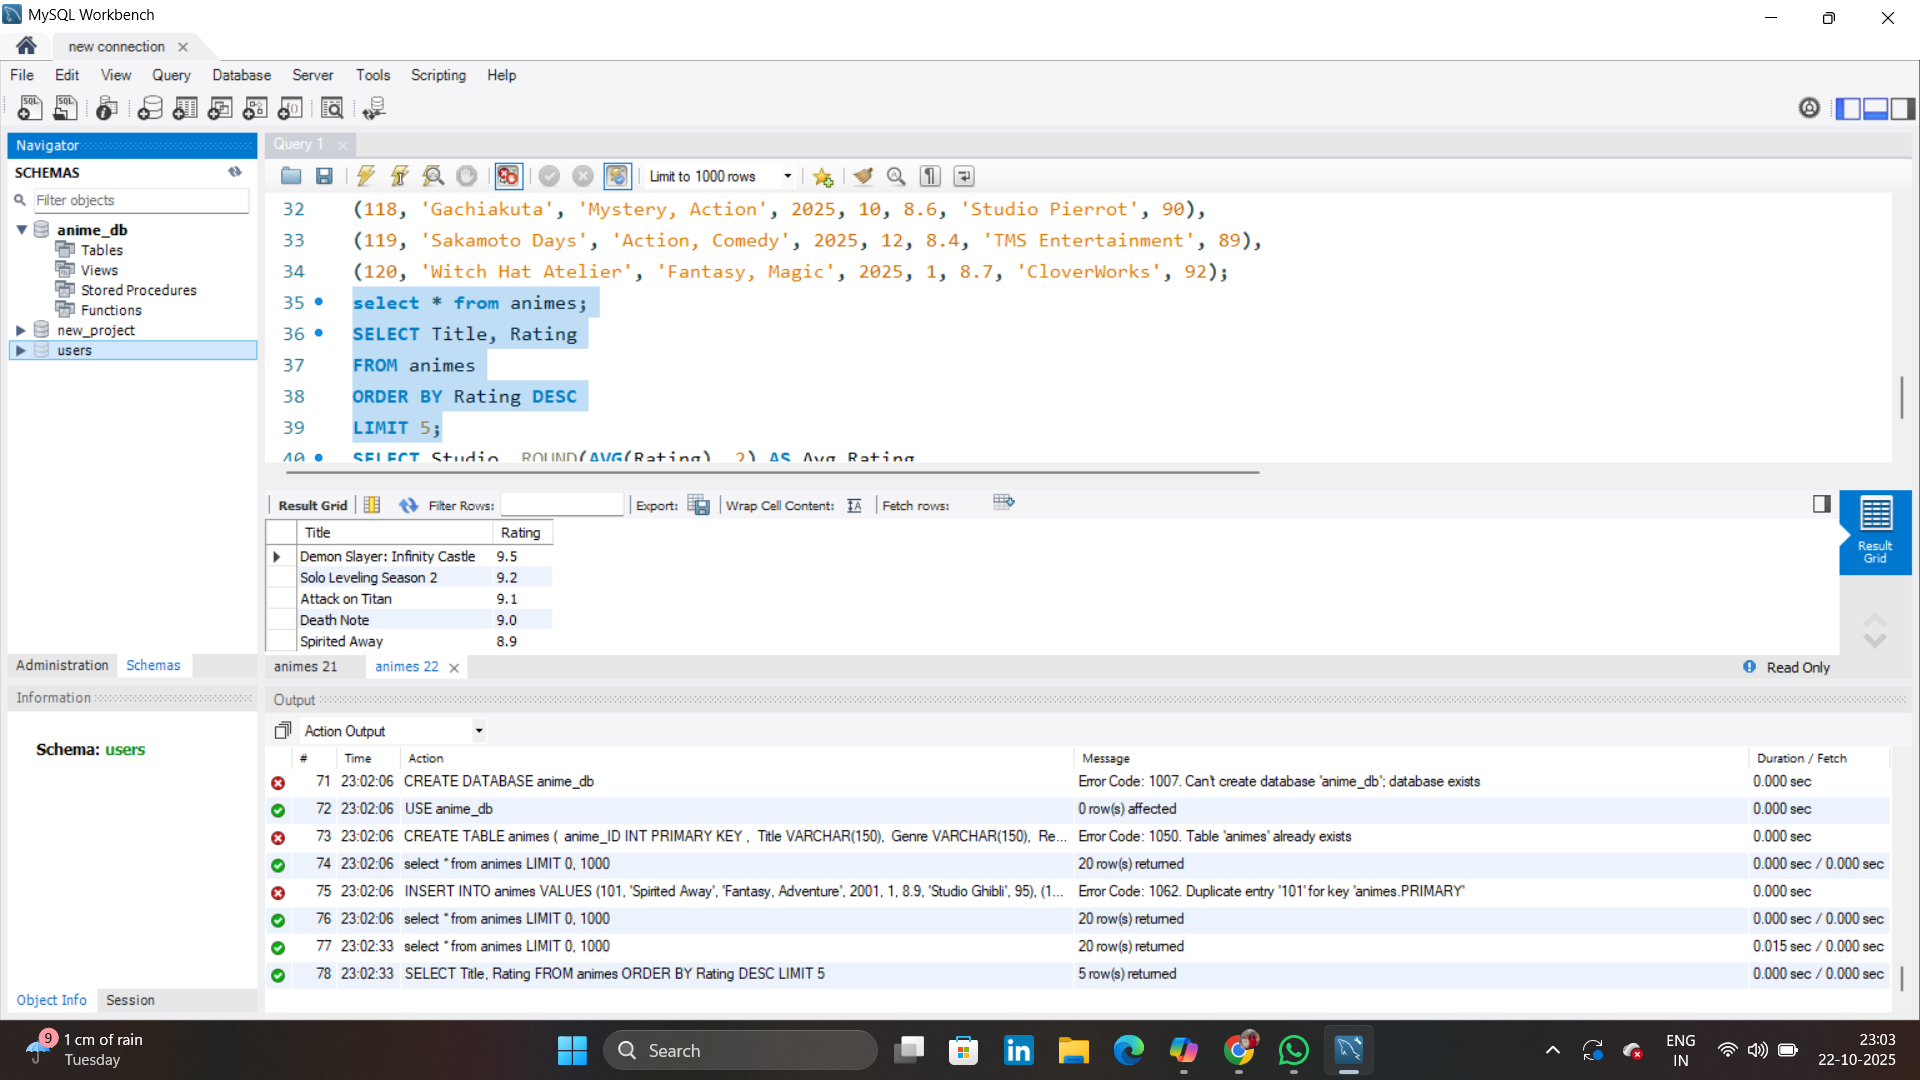 MySQL Workbench
new connection
File Edit View Query Database Server Tools Scripting Help
Navigator
SCHEMAS
Filter objects
anime_db
Tables
Views
Stored Procedures
Functions
new_project
users
Administration Schemas
Information
Schema: users
Object Info Session
Query 1
Limit to 1000 rows
32 (118, 'Gachiakuta', 'Mystery, Action', 2025, 10, 8.6, 'Studio Pierrot', 90),
33 (119, 'Sakamoto Days', 'Action, Comedy', 2025, 12, 8.4, 'TMS Entertainment', 89),
34 (120, 'Witch Hat Atelier', 'Fantasy, Magic', 2025, 1, 8.7, 'CloverWorks', 92);
35 select * from animes;
36 SELECT Title, Rating
37 FROM animes
38 ORDER BY Rating DESC
39 LIMIT 5;
40 SELECT Studio, ROUND(AVG(Rating), 2) AS Avg_Rating
Result Grid Filter Rows: Export: Wrap Cell Content: Fetch rows:
Title Rating
Demon Slayer: Infinity Castle 9.5
Solo Leveling Season 2 9.2
Attack on Titan 9.1
Death Note 9.0
Spirited Away 8.9
Result
Grid
animes 21 animes 22 Read Only
Output
Action Output
# Time Action Message Duration / Fetch
71 23:02:06 CREATE DATABASE anime_db Error Code: 1007. Can't create database 'anime_db'; database exists 0.000 sec
72 23:02:06 USE anime_db 0 row(s) affected 0.000 sec
73 23:02:06 CREATE TABLE animes ( anime_ID INT PRIMARY KEY , Title VARCHAR(150), Genre VARCHAR(150), Re... Error Code: 1050. Table 'animes' already exists 0.000 sec
74 23:02:06 select * from animes LIMIT 0, 1000 20 row(s) returned 0.000 sec / 0.000 sec
75 23:02:06 INSERT INTO animes VALUES (101, 'Spirited Away', 'Fantasy, Adventure', 2001, 1, 8.9, 'Studio Ghibli', 95), (1... Error Code: 1062. Duplicate entry '101' for key 'animes.PRIMARY' 0.000 sec
76 23:02:06 select * from animes LIMIT 0, 1000 20 row(s) returned 0.000 sec / 0.000 sec
77 23:02:33 select * from animes LIMIT 0, 1000 20 row(s) returned 0.015 sec / 0.000 sec
78 23:02:33 SELECT Title, Rating FROM animes ORDER BY Rating DESC LIMIT 5 5 row(s) returned 0.000 sec / 0.000 sec
9
1 cm of rain
Tuesday
Search
ENG
IN
23:03
22-10-2025